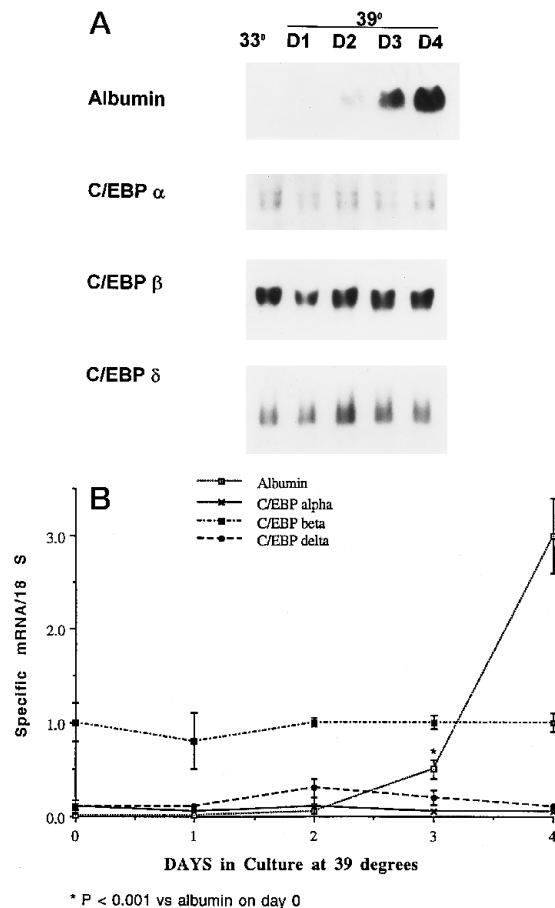 A
39º
33º D1 D2 D3 D4
Albumin
C/EBP α
C/EBP β
C/EBP δ
B
Albumin
C/EBP alpha
C/EBP beta
C/EBP delta
3.0
2.0
1.0
0.0
Specific mRNA/18 S
0 1 2 3 4
*
DAYS in Culture at 39 degrees
* P < 0.001 vs albumin on day 0